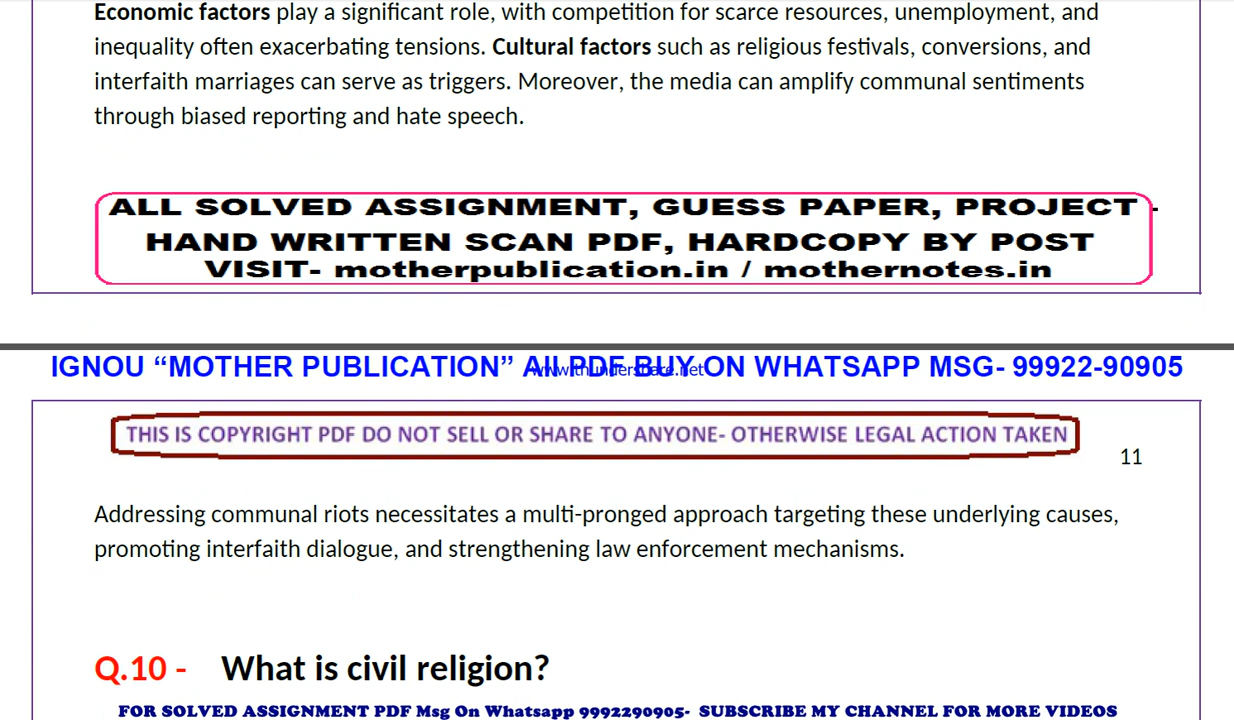 Economic factors play a significant role, with competition for scarce resources, unemployment, and
inequality often exacerbating tensions. Cultural factors such as religious festivals, conversions, and
interfaith marriages can serve as triggers. Moreover, the media can amplify communal sentiments
through biased reporting and hate speech.
ALL SOLVED ASSIGNMENT, GUESS PAPER, PROJECT -
HAND WRITTEN SCAN PDF, HARDCOPY BY POST
VISIT- motherpublication.in / mothernotes.in
IGNOU “MOTHER PUBLICATION” All PDF BUY ON WHATSAPP MSG- 99922-90905
www.thundershare.net
THIS IS COPYRIGHT PDF DO NOT SELL OR SHARE TO ANYONE- OTHERWISE LEGAL ACTION TAKEN
11
Addressing communal riots necessitates a multi-pronged approach targeting these underlying causes,
promoting interfaith dialogue, and strengthening law enforcement mechanisms.
Q.10 - What is civil religion?
FOR SOLVED ASSIGNMENT PDF Msg On Whatsapp 9992290905- SUBSCRIBE MY CHANNEL FOR MORE VIDEOS